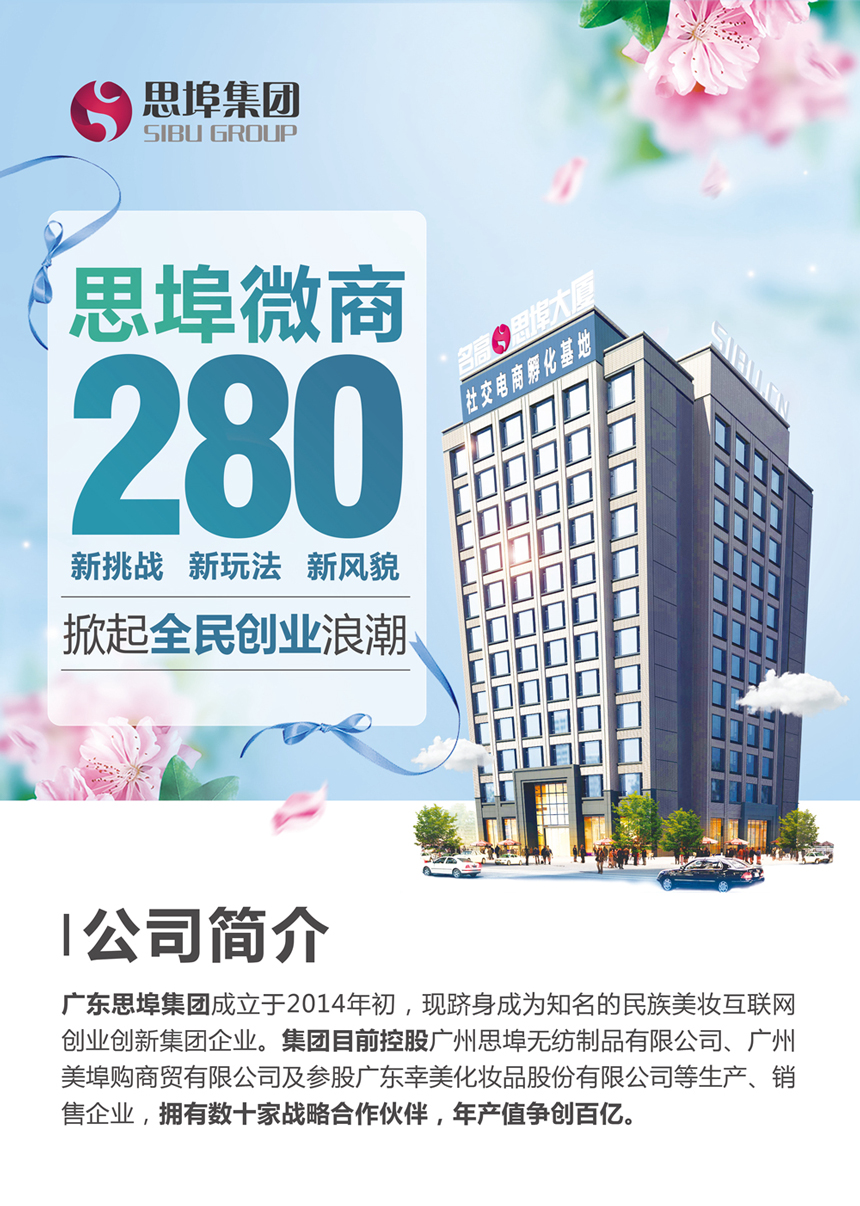 思埠集团
SIBU GROUP
思埠微商
280
新挑战 新玩法 新风貌
掀起全民创业浪潮
名高思埠大厦
SIBU.CN
社交电商孵化基地
公司简介
广东思埠集团成立于2014年初，现跻身成为知名的民族美妆互联网
创业创新集团企业。集团目前控股广州思埠无纺制品有限公司、广州
美埠购商贸有限公司及参股广东幸美化妆品股份有限公司等生产、销
售企业，拥有数十家战略合作伙伴，年产值争创百亿。